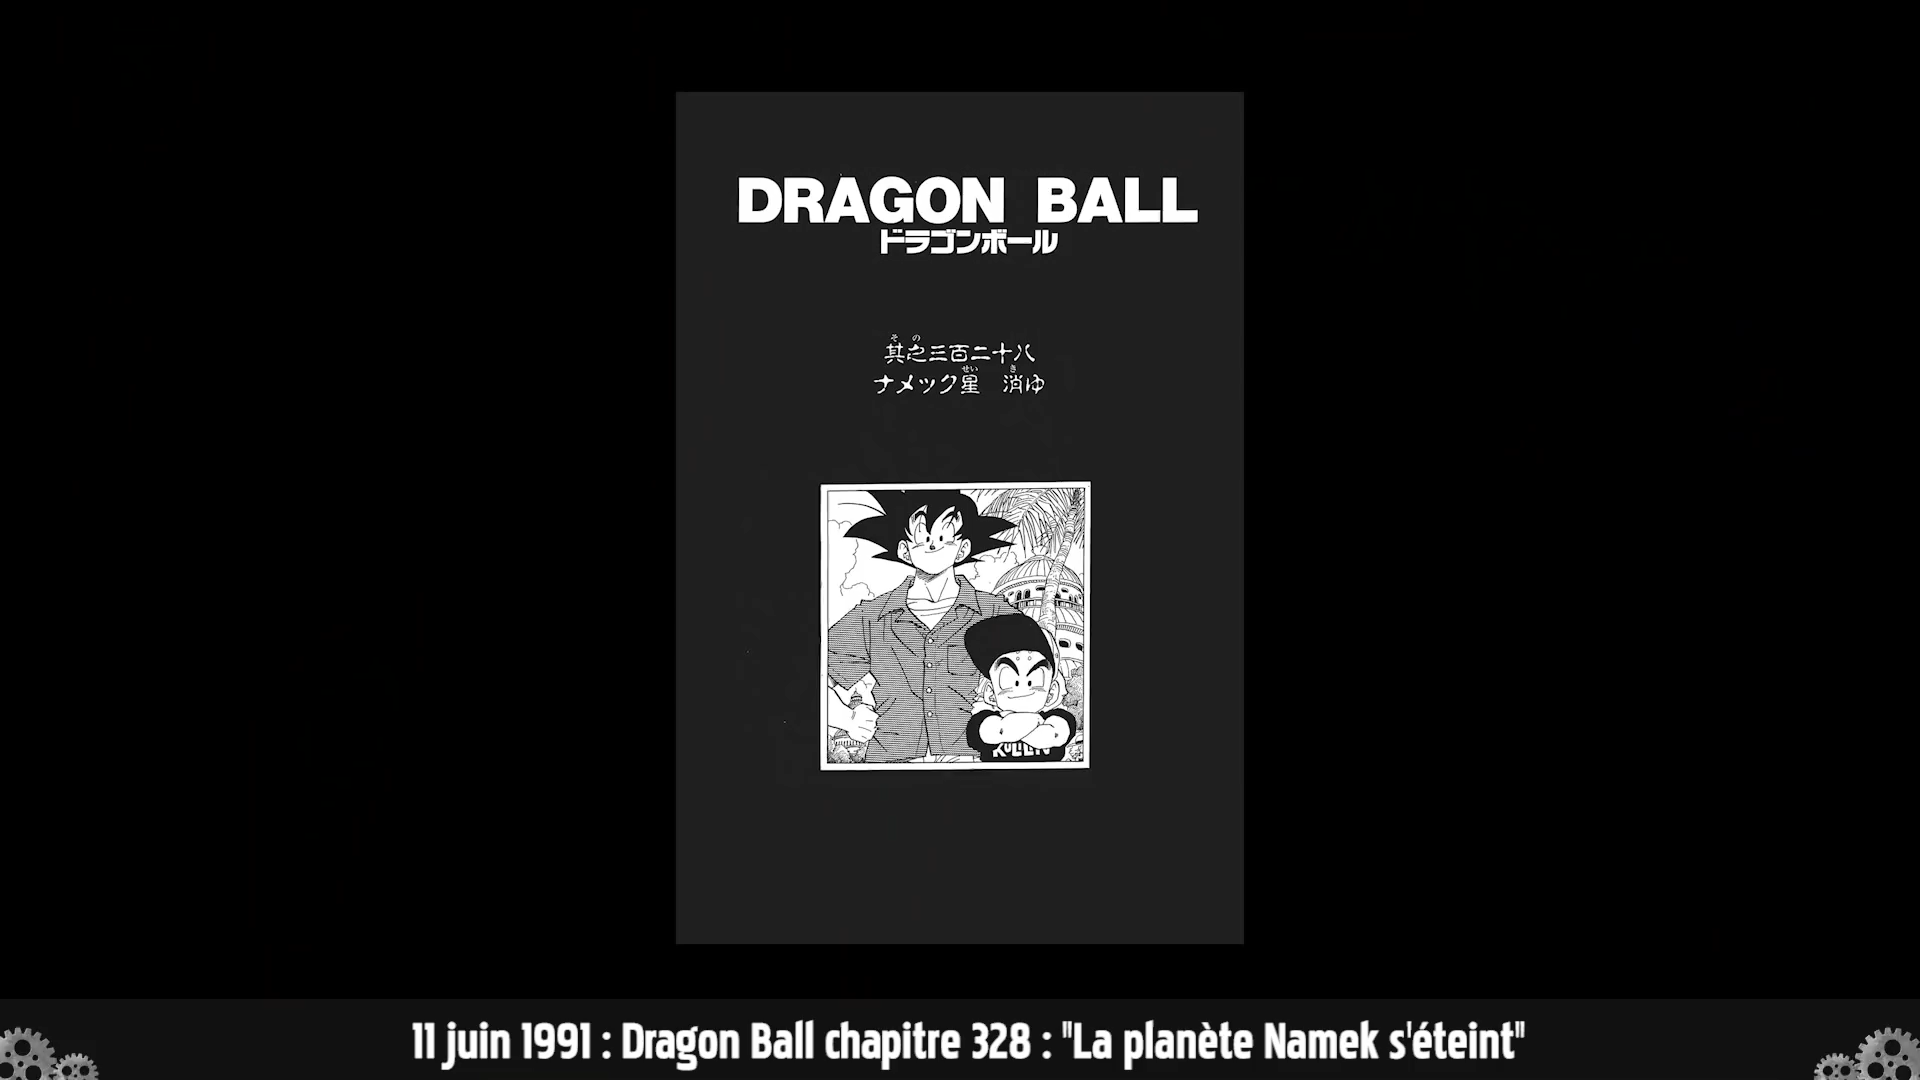 DRAGON BALL
ドラゴンボール
其之三百二十八
ナメック星 消ゆ
KULILIN
11 juin 1991 : Dragon Ball chapitre 328 : "La planète Namek s'éteint"